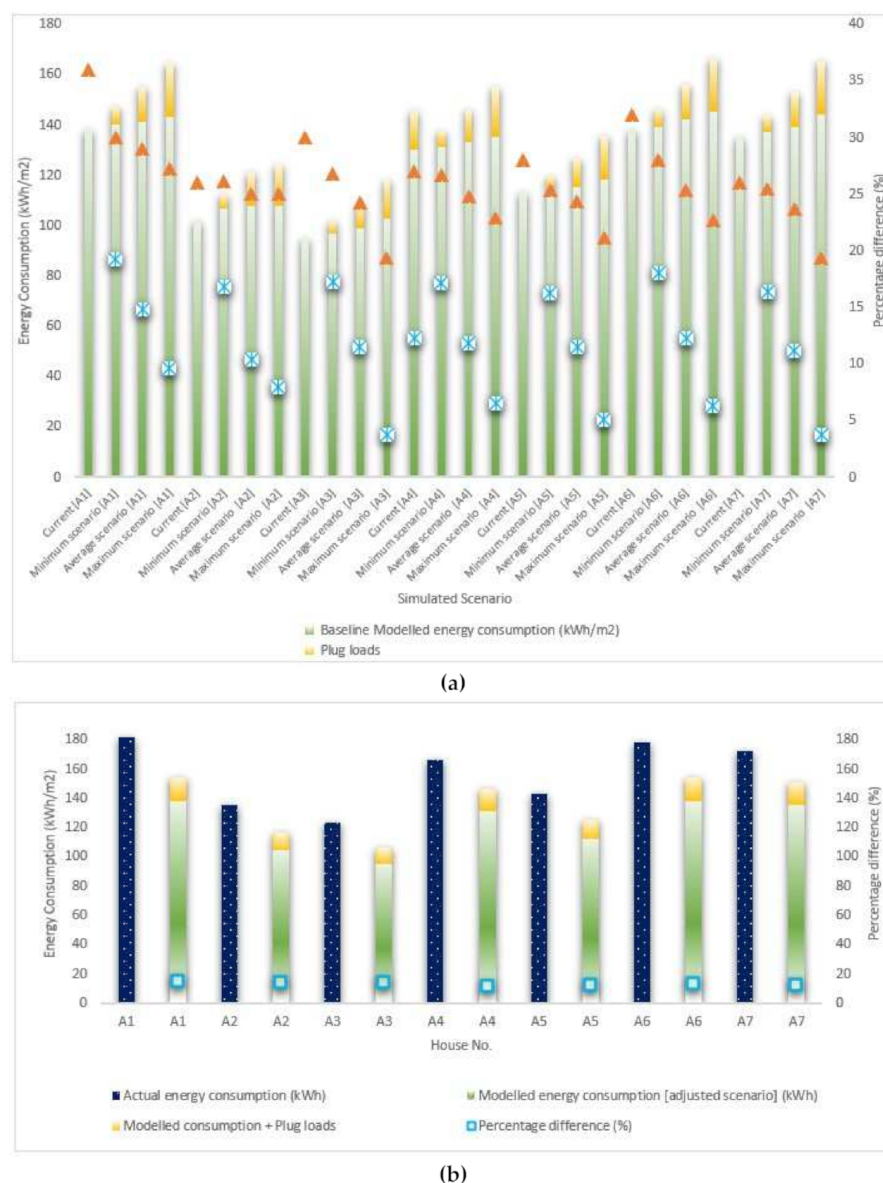 180
160
140
120
100
80
60
40
20
0
Energy Consumption (kWh/m2)
40
35
30
25
20
15
10
5
0
Percentage difference (%)
Current [A1]
Minimum scenario [A1]
Average scenario [A1]
Maximum scenario [A1]
Current [A2]
Minimum scenario [A2]
Average scenario [A2]
Maximum scenario [A2]
Current [A3]
Minimum scenario [A3]
Average scenario [A3]
Maximum scenario [A3]
Current [A4]
Minimum scenario [A4]
Average scenario [A4]
Maximum scenario [A4]
Current [A5]
Minimum scenario [A5]
Average scenario [A5]
Maximum scenario [A5]
Current [A6]
Minimum scenario [A6]
Average scenario [A6]
Maximum scenario [A6]
Current [A7]
Minimum scenario [A7]
Average scenario [A7]
Maximum scenario [A7]
Simulated Scenario
Baseline Modelled energy consumption (kWh/m2)
Plug loads
(a)
180
160
140
120
100
80
60
40
20
0
Energy Consumption (kWh/m2)
180
160
140
120
100
80
60
40
20
0
Percentage difference (%)
A1 A1 A2 A2 A3 A3 A4 A4 A5 A5 A6 A6 A7 A7
House No.
Actual energy consumption (kWh) Modelled energy consumption [adjusted scenario] (kWh)
Modelled consumption + Plug loads Percentage difference (%)
(b)